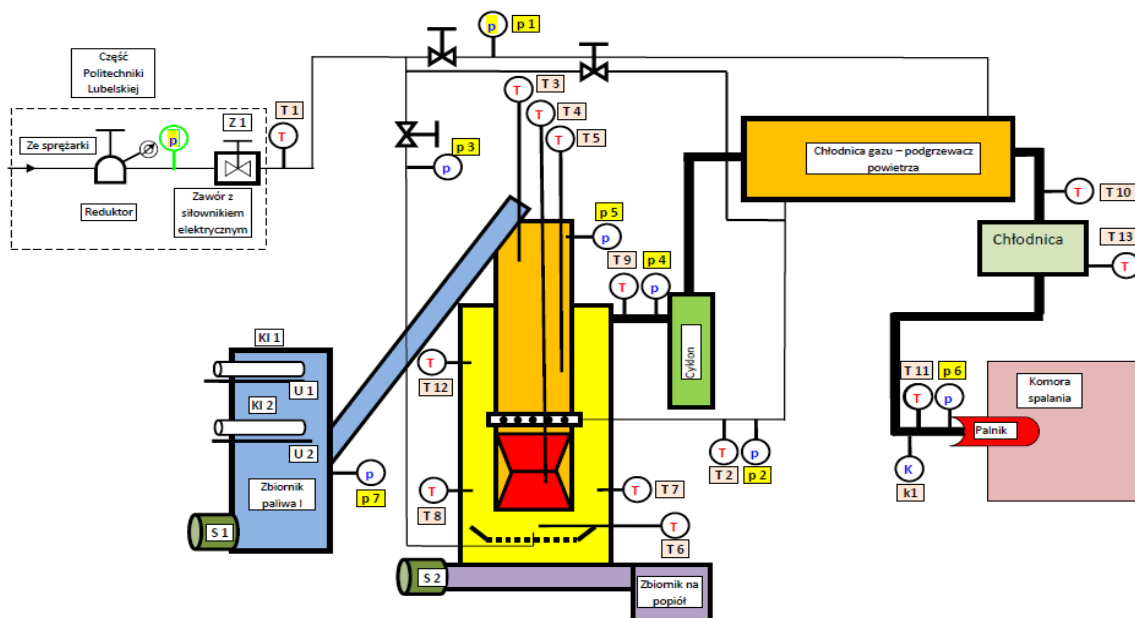 Część
Politechniki
Lubelskiej
Ze sprężarki
p
Z 1
T 1
T
Reduktor
Zawór z
siłownikiem
elektrycznym
p
p 1
T
T 3
T
T 4
T
T 5
p 3
p
p 5
p
T 9
T
p 4
p
Chłodnica gazu – podgrzewacz
powietrza
T
T 10
Chłodnica
T 13
T
KI 1
U 1
KI 2
U 2
Zbiornik
paliwa I
S 1
p
p 7
T
T 12
Cyklon
T
T 8
T
T 7
T
T 6
T
T 2
p
p 2
T 11
T
p 6
p
Palnik
K
k1
Komora
spalania
S 2
Zbiornik na
popiół